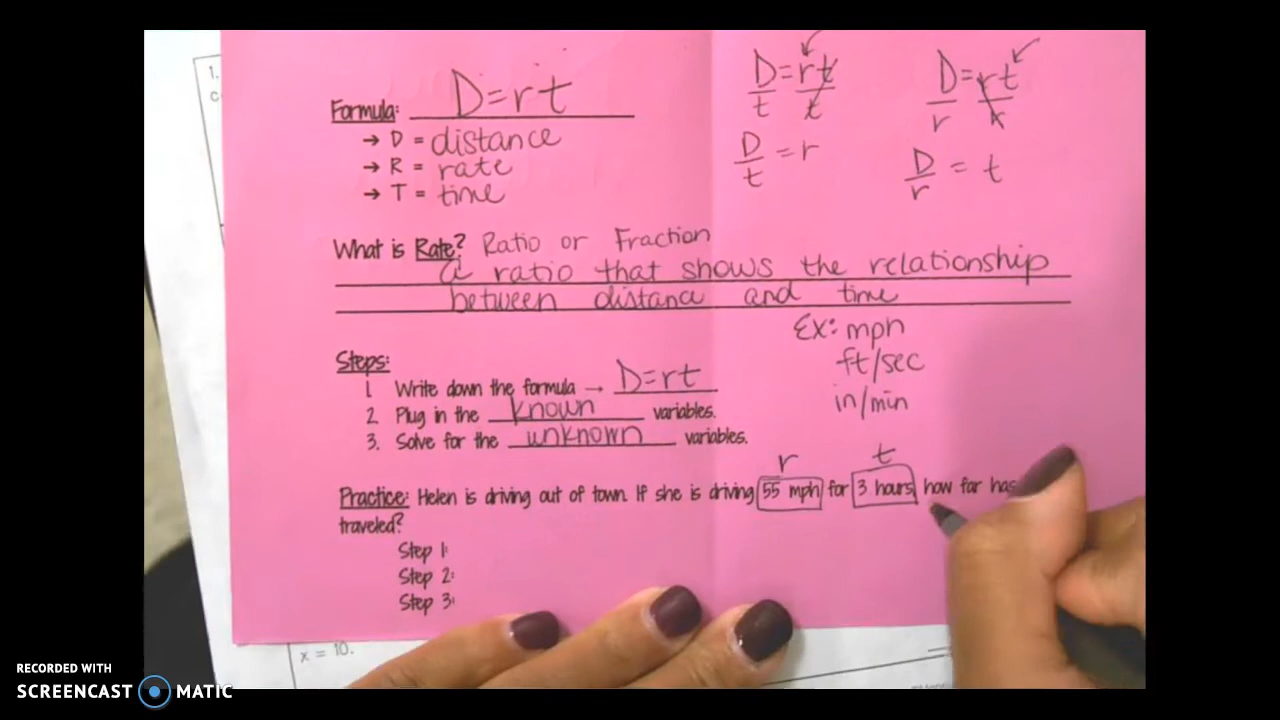 1.
c
Formula: D=rt
→ D = distance
→ R = rate
→ T = time
D=rt
t t
D/t = r
D=rt
r r
D/r = t
What is Rate? Ratio or Fraction
a ratio that shows the relationship
between distance and time
Ex: mph
ft/sec
in/min
Steps:
1. Write down the formula → D=rt
2. Plug in the known variables.
3. Solve for the unknown variables.
r t
Practice: Helen is driving out of town. If she is driving 55 mph for 3 hours, how far has
traveled?
Step 1:
Step 2:
Step 3:
x = 10.
RECORDED WITH
SCREENCAST MATIC